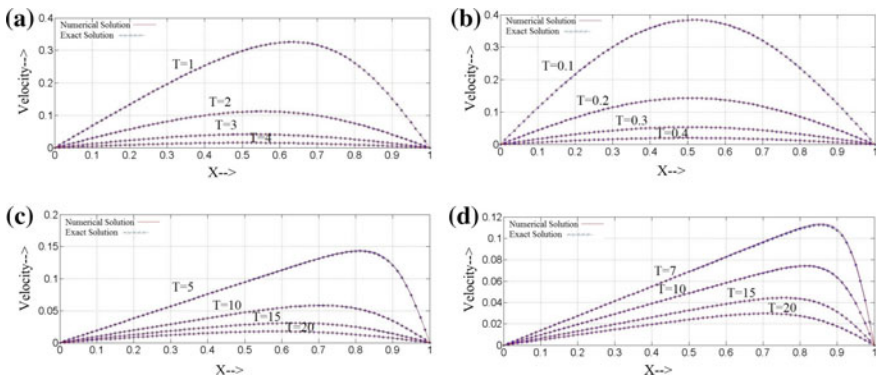 (a)
Numerical Solution
Exact Solution
Velocity-->
0.4
0.3
0.2
0.1
0
T=1
T=2
T=3
T=4
0 0.1 0.2 0.3 0.4 0.5 0.6 0.7 0.8 0.9 1
X-->
(b)
Numerical Solution
Exact Solution
Velocity-->
0.4
0.3
0.2
0.1
0
T=0.1
T=0.2
T=0.3
T=0.4
0 0.1 0.2 0.3 0.4 0.5 0.6 0.7 0.8 0.9 1
X-->
(c)
Numerical Solution
Exact Solution
Velocity-->
0.2
0.15
0.1
0.05
0
T=5
T=10
T=15
T=20
0 0.1 0.2 0.3 0.4 0.5 0.6 0.7 0.8 0.9 1
X-->
(d)
Numerical Solution
Exact Solution
Velocity-->
0.12
0.1
0.08
0.06
0.04
0.02
0
T=7
T=10
T=15
T=20
0 0.1 0.2 0.3 0.4 0.5 0.6 0.7 0.8 0.9 1
X-->